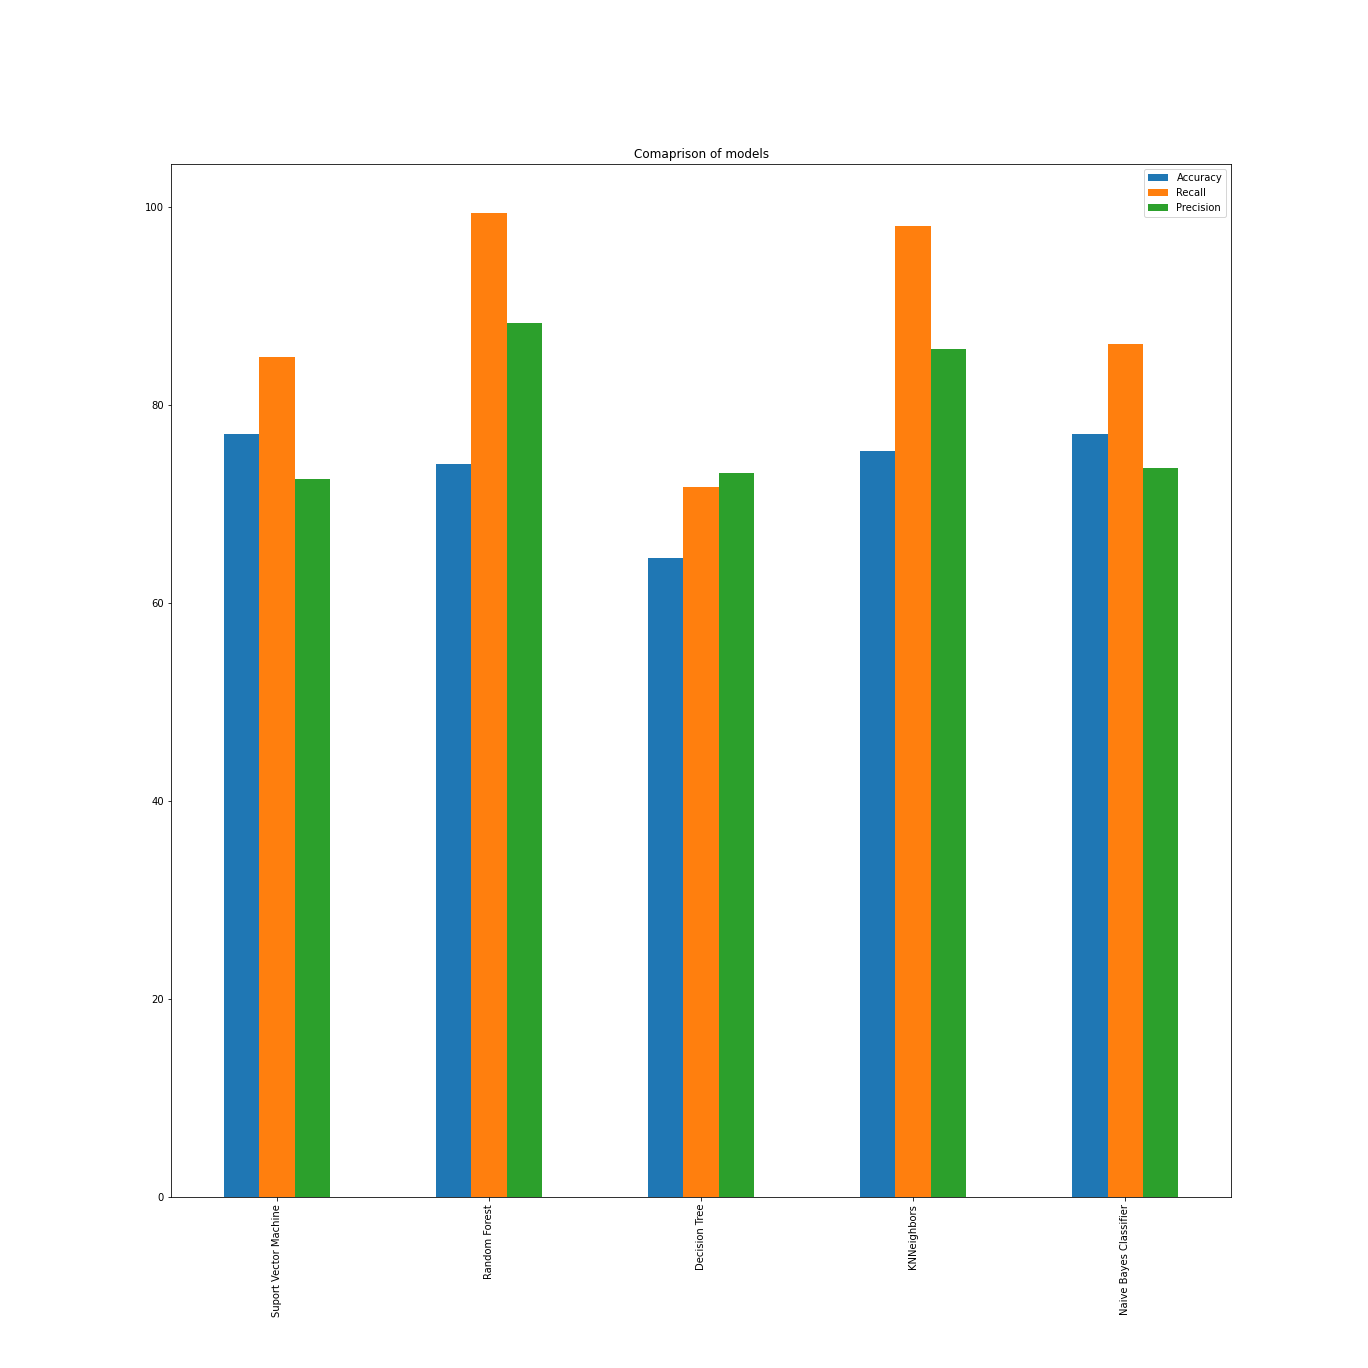 Comaprison of models
Accuracy
Recall
Precision
100
80
60
40
20
0
Suport Vector Machine
Random Forest
Decision Tree
KNNeighbors
Naive Bayes Classifier